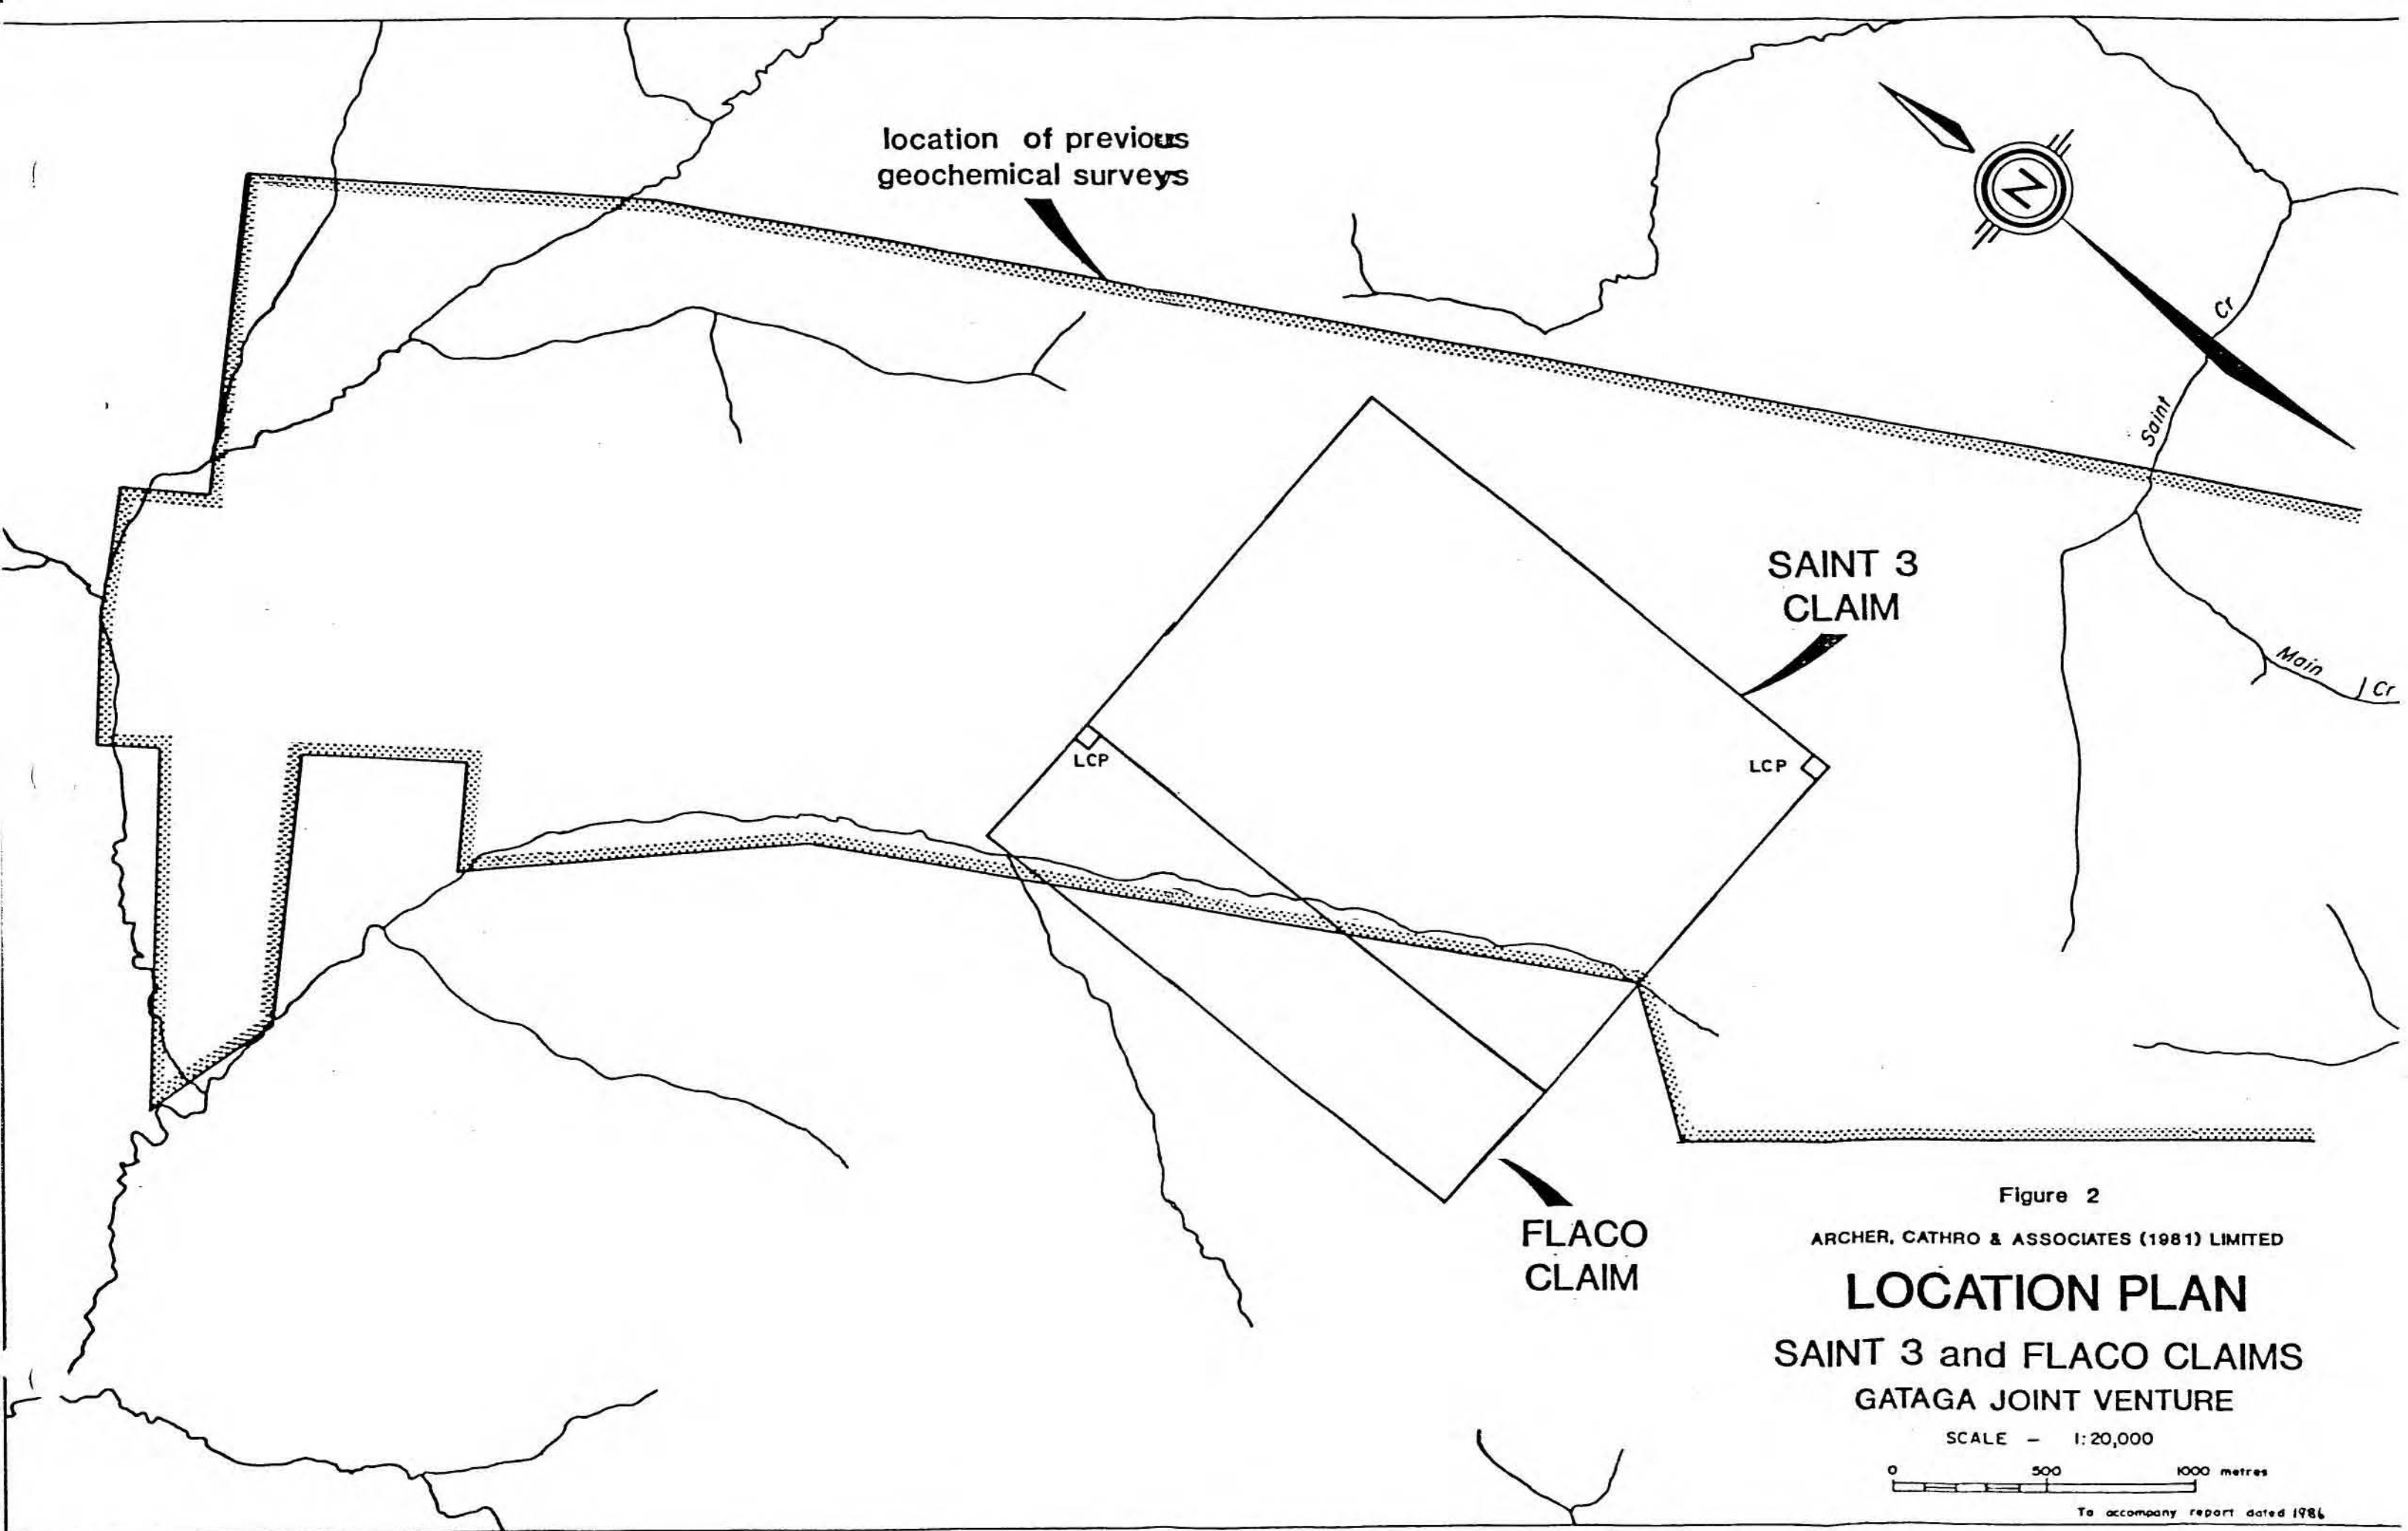 location of previous
geochemical surveys
N
Cr
Saint
SAINT 3
CLAIM
Main Cr
LCP
LCP
FLACO
CLAIM
Figure 2
ARCHER, CATHRO & ASSOCIATES (1981) LIMITED
LOCATION PLAN
SAINT 3 and FLACO CLAIMS
GATAGA JOINT VENTURE
SCALE – 1:20,000
0 500 1000 metres
To accompany report dated 1986